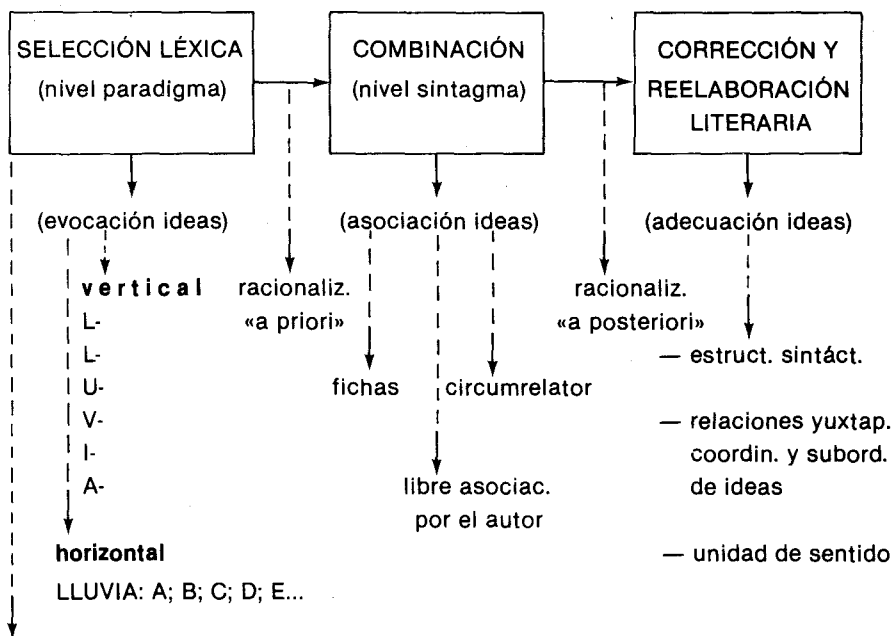 SELECCIÓN LÉXICA
(nivel paradigma)
COMBINACIÓN
(nivel sintagma)
CORRECCIÓN Y
REELABORACIÓN
LITERARIA
(evocación ideas)
(asociación ideas)
(adecuación ideas)
vertical
L-
L-
U-
V-
I-
A-
racionaliz.
«a priori»
racionaliz.
«a posteriori»
fichas
circumrelator
libre asociac.
por el autor
— estruct. sintáct.
— relaciones yuxtap.
coordin. y subord.
de ideas
— unidad de sentido
horizontal
LLUVIA: A; B; C; D; E...